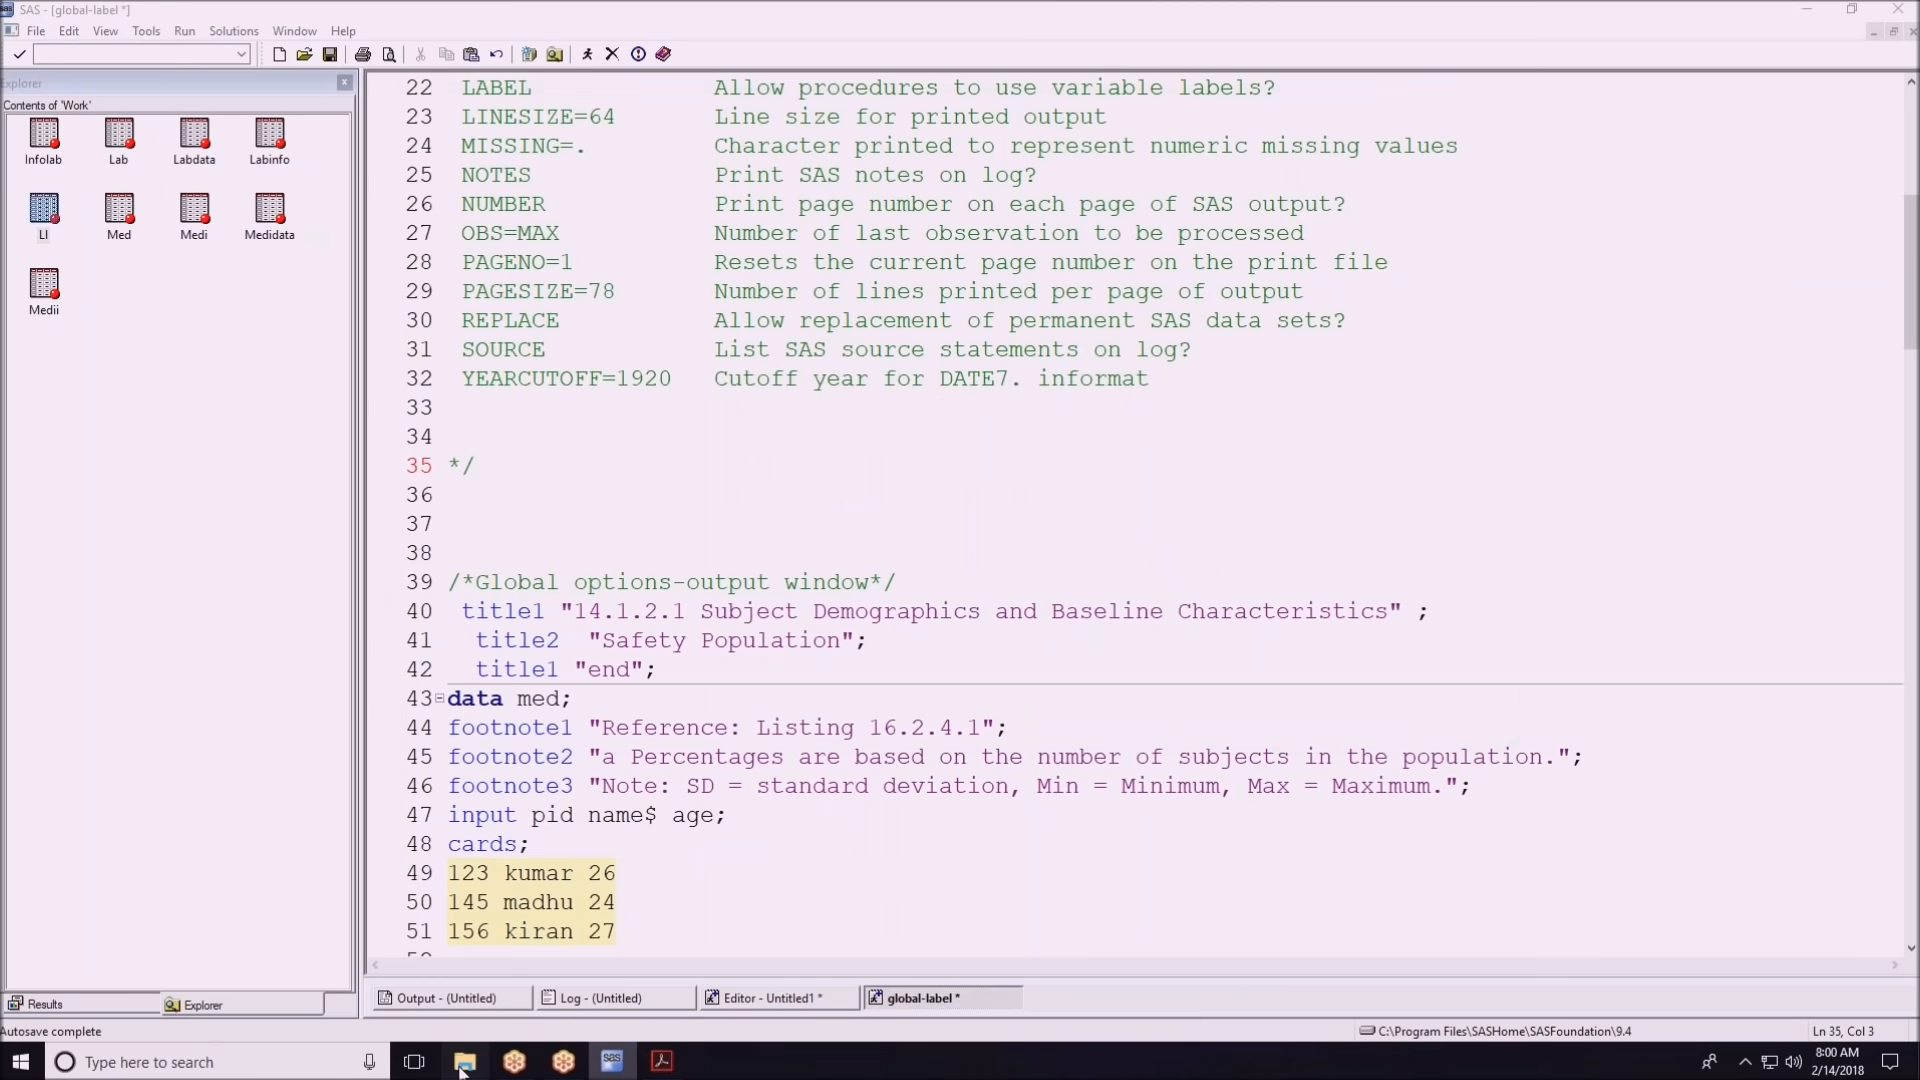 SAS - [global-label *]
File Edit View Tools Run Solutions Window Help
Explorer
Contents of 'Work'
Infolab Lab Labdata Labinfo
LI Med Medi Medidata
Medii
22 LABEL Allow procedures to use variable labels?
23 LINESIZE=64 Line size for printed output
24 MISSING=. Character printed to represent numeric missing values
25 NOTES Print SAS notes on log?
26 NUMBER Print page number on each page of SAS output?
27 OBS=MAX Number of last observation to be processed
28 PAGENO=1 Resets the current page number on the print file
29 PAGESIZE=78 Number of lines printed per page of output
30 REPLACE Allow replacement of permanent SAS data sets?
31 SOURCE List SAS source statements on log?
32 YEARCUTOFF=1920 Cutoff year for DATE7. informat
33
34
35 */
36
37
38
39 /*Global options-output window*/
40 title1 "14.1.2.1 Subject Demographics and Baseline Characteristics" ;
41 title2 "Safety Population";
42 title1 "end";
43 data med;
44 footnote1 "Reference: Listing 16.2.4.1";
45 footnote2 "a Percentages are based on the number of subjects in the population.";
46 footnote3 "Note: SD = standard deviation, Min = Minimum, Max = Maximum.";
47 input pid name$ age;
48 cards;
49 123 kumar 26
50 145 madhu 24
51 156 kiran 27
Results Explorer
Output - (Untitled) Log - (Untitled) Editor - Untitled1 * global-label *
Autosave complete C:\Program Files\SASHome\SASFoundation\9.4 Ln 35, Col 3
Type here to search
sas
8:00 AM
2/14/2018